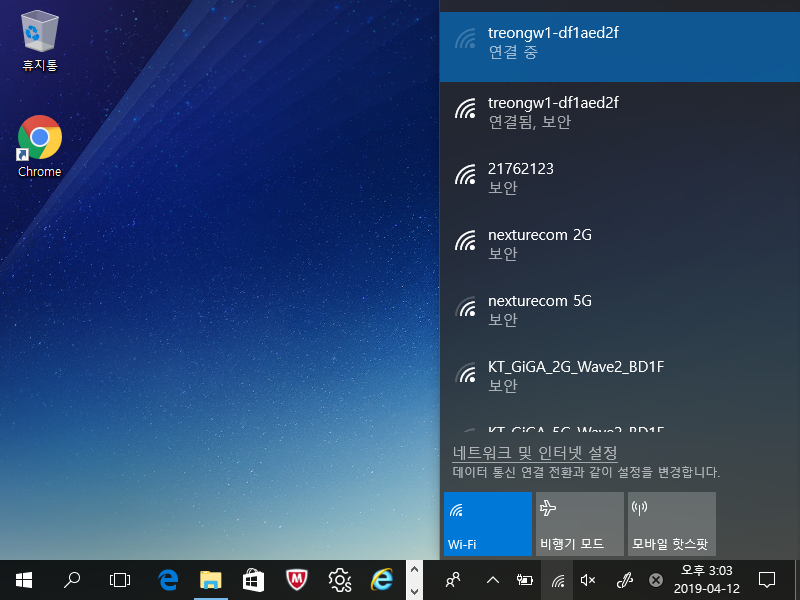 휴지통
Chrome
treongw1-df1aed2f
연결 중
treongw1-df1aed2f
연결됨, 보안
21762123
보안
nexturecom 2G
보안
nexturecom 5G
보안
KT_GiGA_2G_Wave2_BD1F
보안
KT_GiGA_5G_Wave2_BD1F
네트워크 및 인터넷 설정
데이터 통신 연결 전환과 같이 설정을 변경합니다.
Wi-Fi
비행기 모드
모바일 핫스팟
오후 3:03
2019-04-12